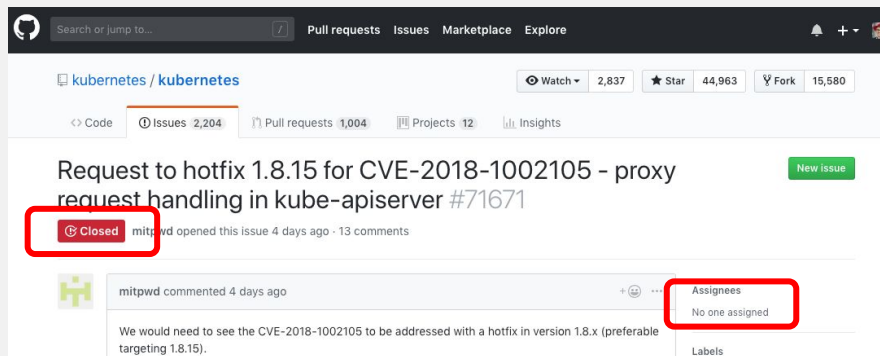 Search or jump to... / Pull requests Issues Marketplace Explore
kubernetes / kubernetes Watch 2,837 Star 44,963 Fork 15,580
Code Issues 2,204 Pull requests 1,004 Projects 12 Insights
Request to hotfix 1.8.15 for CVE-2018-1002105 - proxy New issue
request handling in kube-apiserver #71671
Closed mitpwd opened this issue 4 days ago · 13 comments
mitpwd commented 4 days ago Assignees
No one assigned
We would need to see the CVE-2018-1002105 to be addressed with a hotfix in version 1.8.x (preferable
targeting 1.8.15). Labels